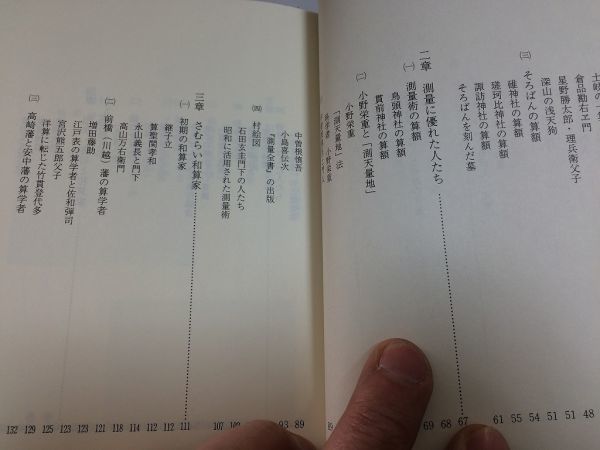 倉品勘右ヱ門
星野勝太郎・理兵衛父子
深山の浅天狗 48
(三) そろばんの算額 51
碓神社の算額 51
磋珂比神社の算額 54
諏訪神社の算額 55
そろばんを刻んだ墓 61
二章 測量に優れた人たち 67
(一) 測量術の算額 68
鳥頭神社の算額 69
貫前神社の算額
(二) 小野栄重と『測天量地』
小野栄重
『測天量地』法
中曽根慎吾 89
小島喜伝次 93
『測量全書』の出版
(四) 村絵図
石田玄圭門下の人たち
昭和に活用された測量術 107
三章 さむらい和算家 111
(一) 初期の和算家 112
継子立 112
算聖関孝和 114
永山義長と門下 118
高山万右衛門 121
(二) 前橋（川越）藩の算学者 123
増田藤助 123
江戸表の算学者と佐和弾司 125
宮沢熊五郎父子 129
洋算に転じた竹貫登代多 132
(三) 高崎藩と安中藩の算学者